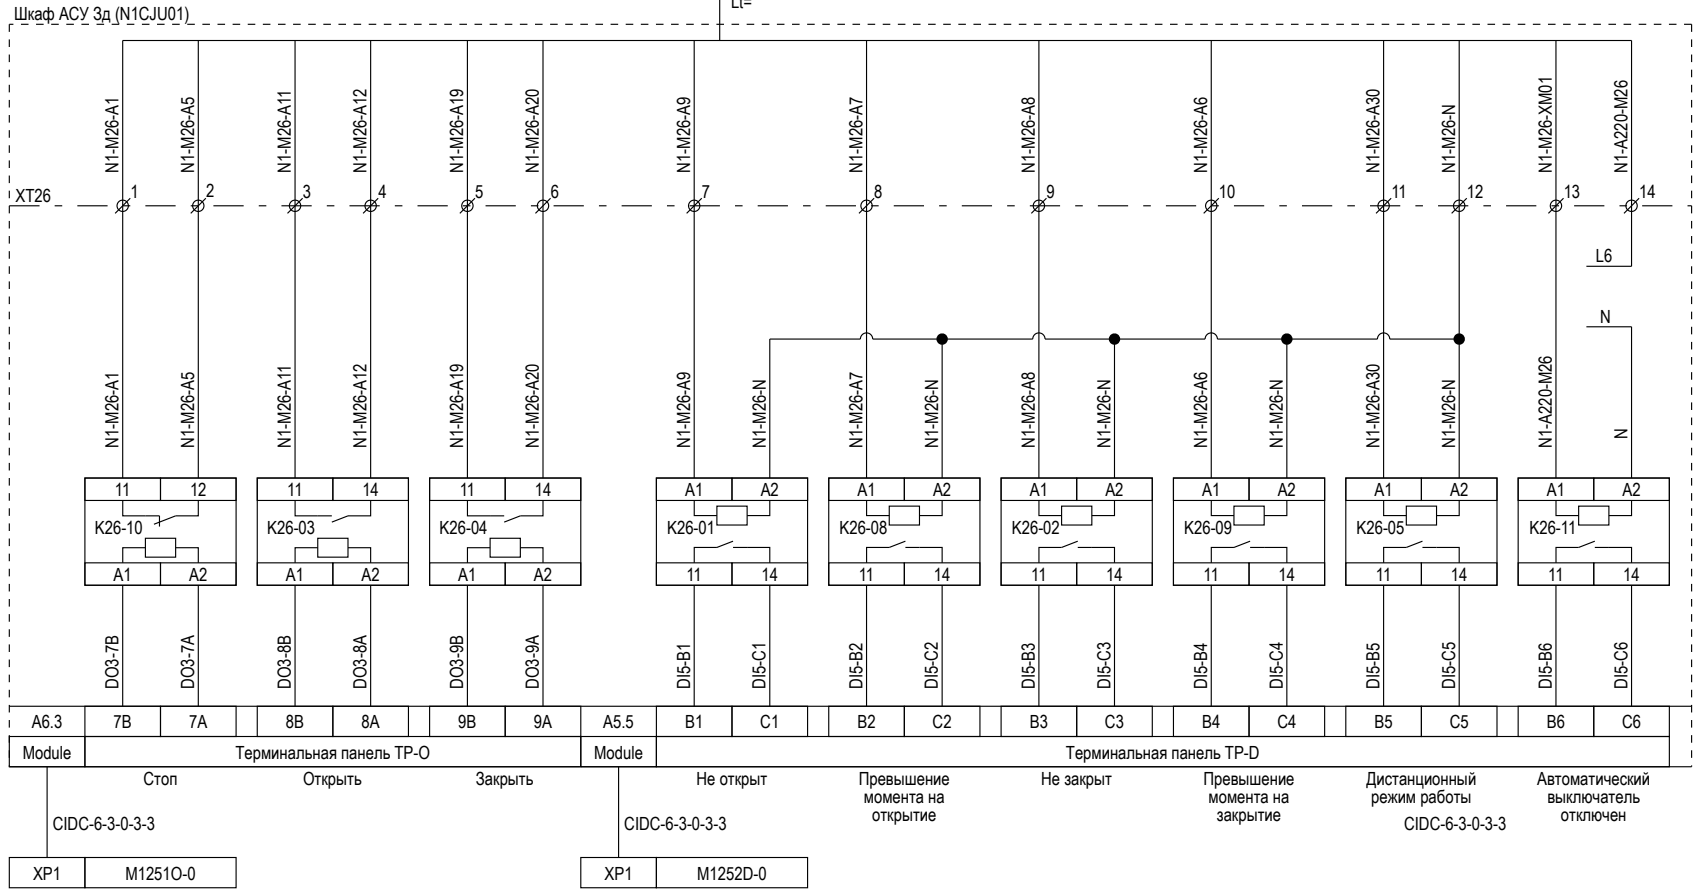 Lt=
Шкаф АСУ 3д (N1CJU01)
N1-M26-A1 N1-M26-A5 N1-M26-A11 N1-M26-A12 N1-M26-A19 N1-M26-A20 N1-M26-A9 N1-M26-A7 N1-M26-A8 N1-M26-A6 N1-M26-A30 N1-M26-N N1-M26-XM01 N1-A220-M26
XT26 1 2 3 4 5 6 7 8 9 10 11 12 13 14
L6
N
N1-M26-A1 N1-M26-A5 N1-M26-A11 N1-M26-A12 N1-M26-A19 N1-M26-A20 N1-M26-A9 N1-M26-N N1-M26-A7 N1-M26-N N1-M26-A8 N1-M26-N N1-M26-A6 N1-M26-N N1-M26-A30 N1-M26-N N1-A220-M26 N
11 12 11 14 11 14 A1 A2 A1 A2 A1 A2 A1 A2 A1 A2 A1 A2
K26-10 K26-03 K26-04 K26-01 K26-08 K26-02 K26-09 K26-05 K26-11
A1 A2 A1 A2 A1 A2 11 14 11 14 11 14 11 14 11 14 11 14
DO3-7B DO3-7A DO3-8B DO3-8A DO3-9B DO3-9A DI5-B1 DI5-C1 DI5-B2 DI5-C2 DI5-B3 DI5-C3 DI5-B4 DI5-C4 DI5-B5 DI5-C5 DI5-B6 DI5-C6
A6.3 7B 7A 8B 8A 9B 9A A5.5 B1 C1 B2 C2 B3 C3 B4 C4 B5 C5 B6 C6
Module Терминальная панель TP-O Module Терминальная панель TP-D
Стоп Открыть Закрыть Не открыт Превышение Не закрыт Превышение Дистанционный Автоматический
момента на момента на режим работы выключатель
открытие закрытие отключен
CIDC-6-3-0-3-3 CIDC-6-3-0-3-3 CIDC-6-3-0-3-3
XP1 M1251O-0 XP1 M1252D-0